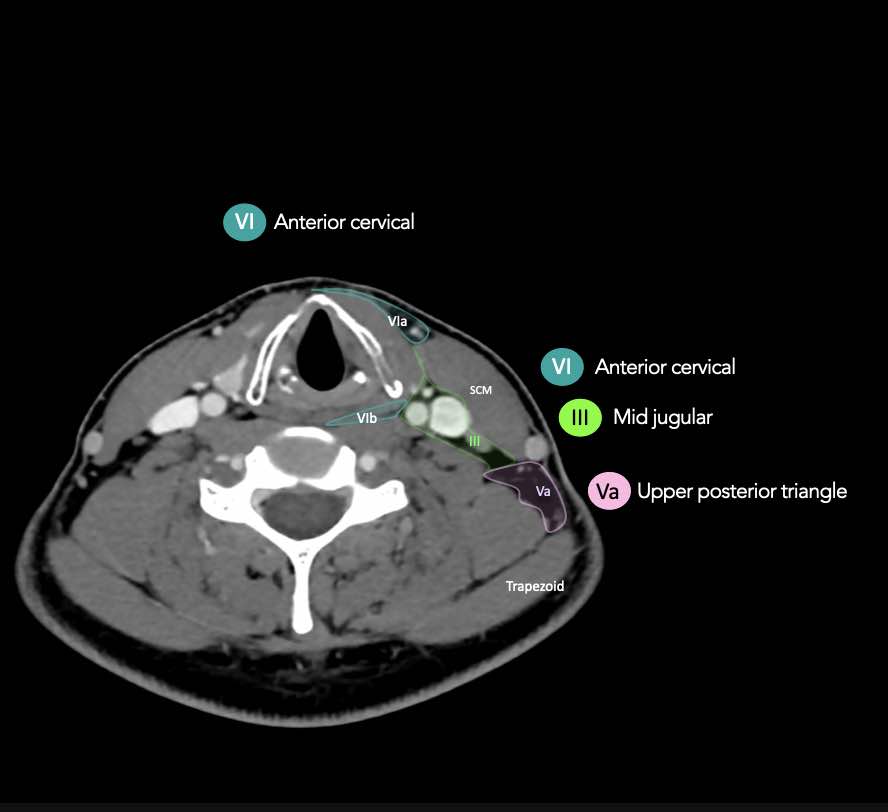 VI Anterior cervical
VIa
VI Anterior cervical
SCM
III Mid jugular
VIb
III
Va Upper posterior triangle
Va
Trapezoid